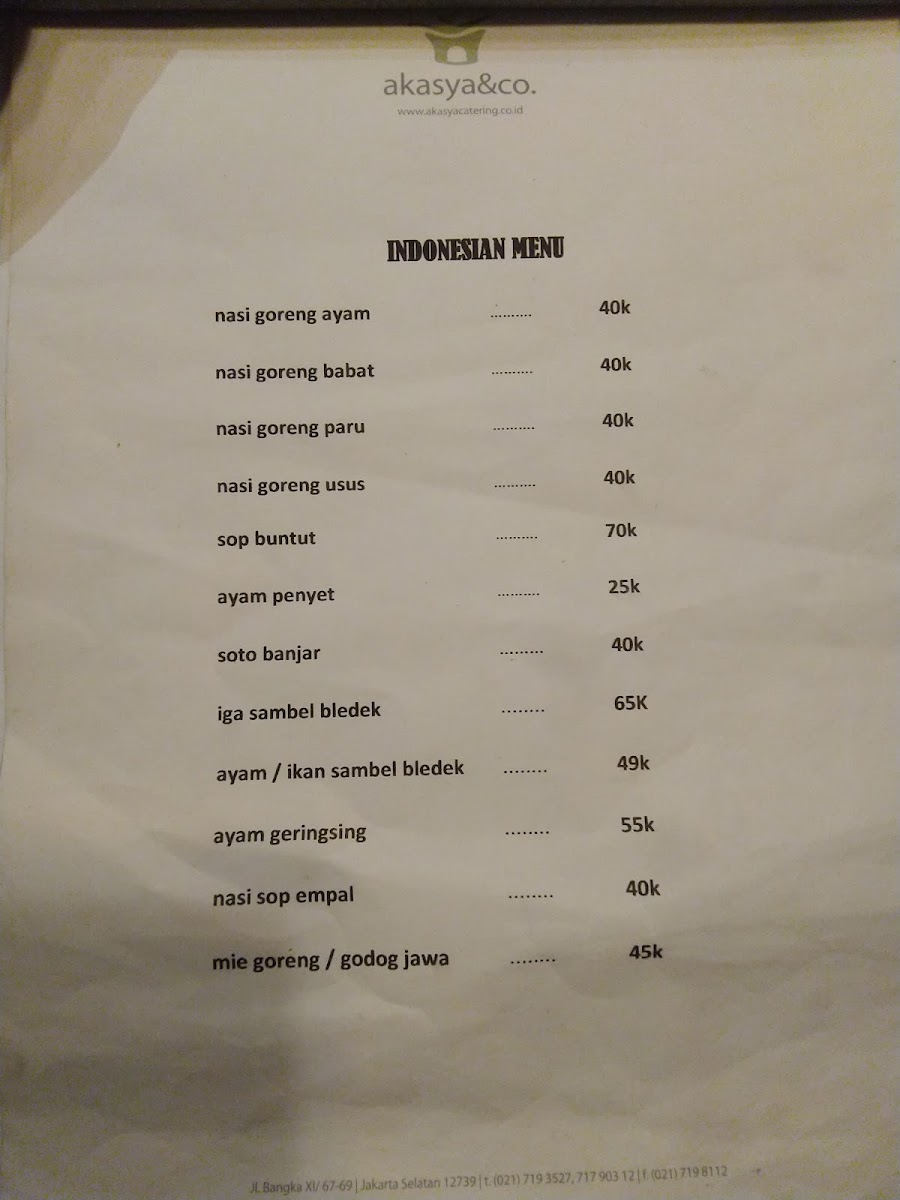 akasya&co.
www.akasyacatering.co.id
INDONESIAN MENU
nasi goreng ayam .......... 40k
nasi goreng babat .......... 40k
nasi goreng paru .......... 40k
nasi goreng usus .......... 40k
sop buntut .......... 70k
ayam penyet .......... 25k
soto banjar ......... 40k
iga sambel bledek ........ 65K
ayam / ikan sambel bledek ........ 49k
ayam geringsing ........ 55k
nasi sop empal ........ 40k
mie goreng / godog jawa ........ 45k
Jl. Bangka XI/ 67-69 | Jakarta Selatan 12739 | t. (021) 719 3527, 717 903 12 | f. (021) 719 8112